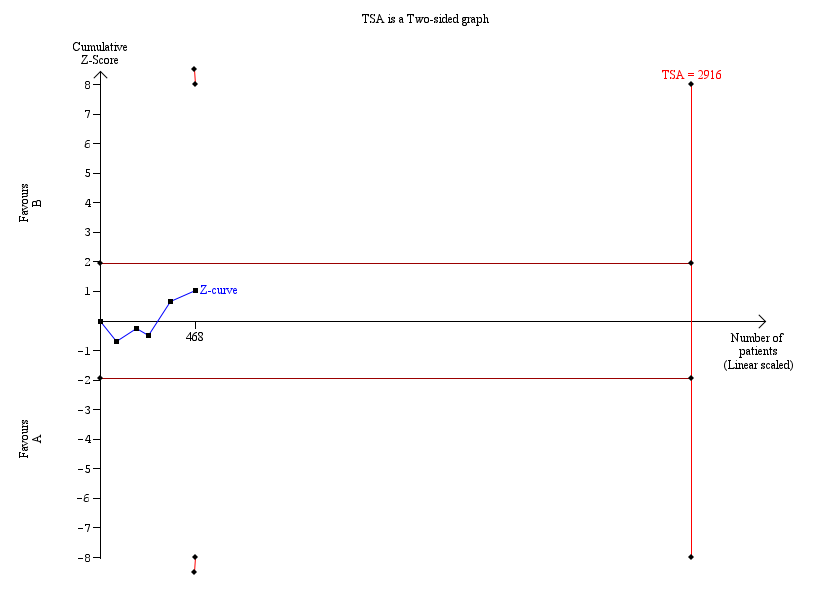 TSA is a Two-sided graph
Cumulative
Z-Score
TSA = 2916
8
7
6
5
4
3
2
1
-1
-2
-3
-4
-5
-6
-7
-8
Favours
B
Favours
A
Z-curve
468
Number of
patients
(Linear scaled)